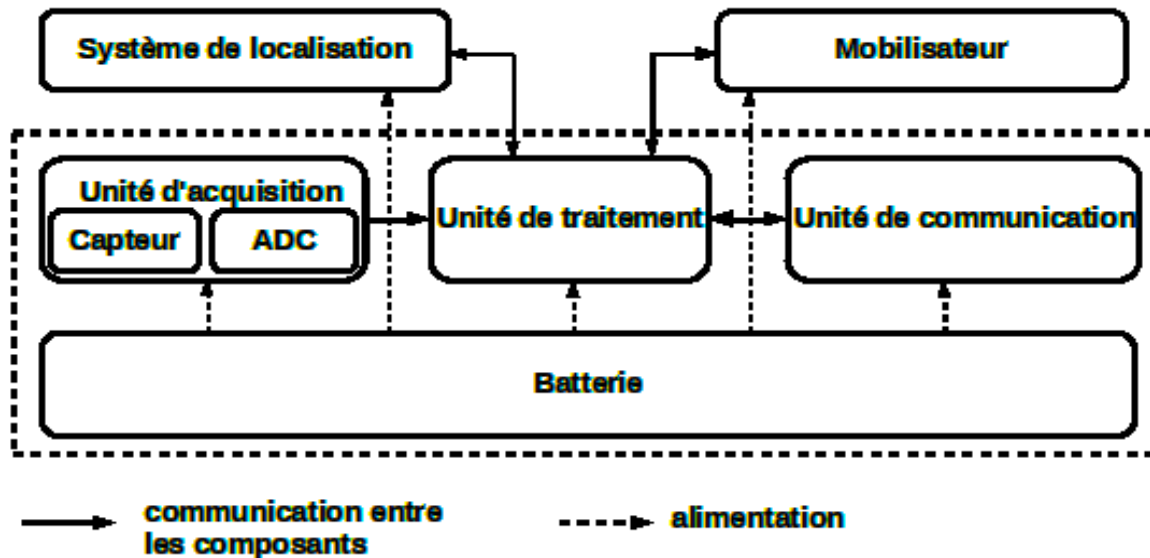 Système de localisation
Mobilisateur
Unité d'acquisition
Capteur
ADC
Unité de traitement
Unité de communication
Batterie
communication entre
les composants
alimentation